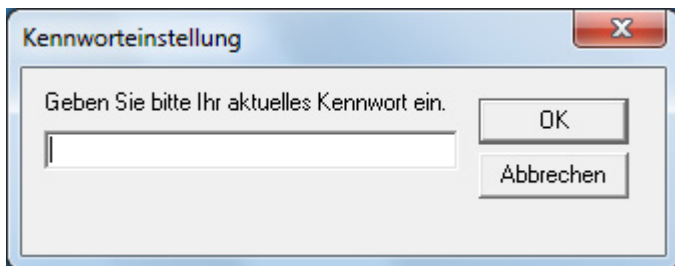 Kennworteinstellung
Geben Sie bitte Ihr aktuelles Kennwort ein.
OK
Abbrechen